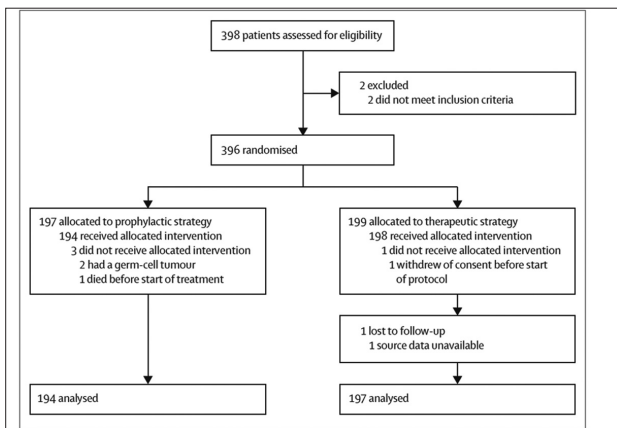 398 patients assessed for eligibility
2 excluded
2 did not meet inclusion criteria
396 randomised
197 allocated to prophylactic strategy
194 received allocated intervention
3 did not receive allocated intervention
2 had a germ-cell tumour
1 died before start of treatment
199 allocated to therapeutic strategy
198 received allocated intervention
1 did not receive allocated intervention
1 withdrew of consent before start
of protocol
1 lost to follow-up
1 source data unavailable
194 analysed
197 analysed